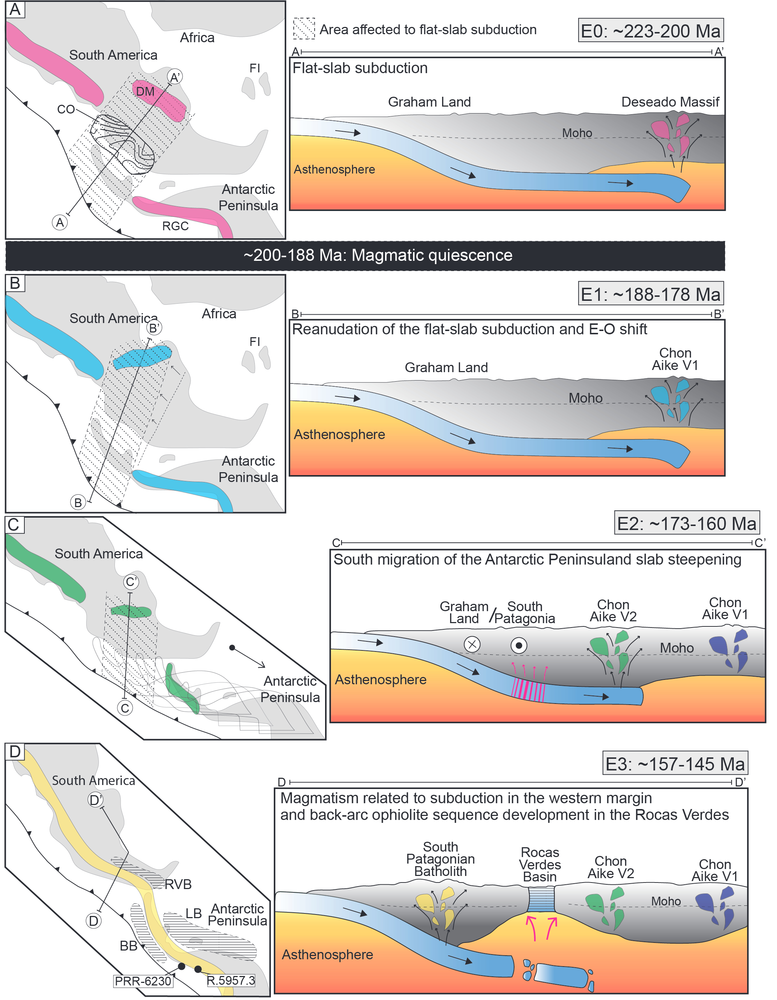 A
Africa
South America
FI
A'
DM
CO
Antarctic
Peninsula
A
RGC
Area affected to flat-slab subduction
E0: ~223-200 Ma
A
A'
Flat-slab subduction
Graham Land
Deseado Massif
Moho
Asthenosphere
~200-188 Ma: Magmatic quiescence
B
South America
Africa
B'
FI
Antarctic
Peninsula
B
E1: ~188-178 Ma
B
B'
Reanudation of the flat-slab subduction and E-O shift
Chon
Aike V1
Graham Land
Moho
Asthenosphere
C
South America
C'
Antarctic
Peninsula
C
E2: ~173-160 Ma
C
C'
South migration of the Antarctic Peninsuland slab steepening
Graham
Land
/
South
Patagonia
Chon
Aike V2
Chon
Aike V1
Moho
Asthenosphere
D
South America
D'
RVB
LB
Antarctic
Peninsula
D
BB
PRR-6230
R.5957.3
E3: ~157-145 Ma
D
D'
Magmatism related to subduction in the western margin
and back-arc ophiolite sequence development in the Rocas Verdes
South
Patagonian
Batholith
Rocas
Verdes
Basin
Chon
Aike V2
Chon
Aike V1
Moho
Asthenosphere